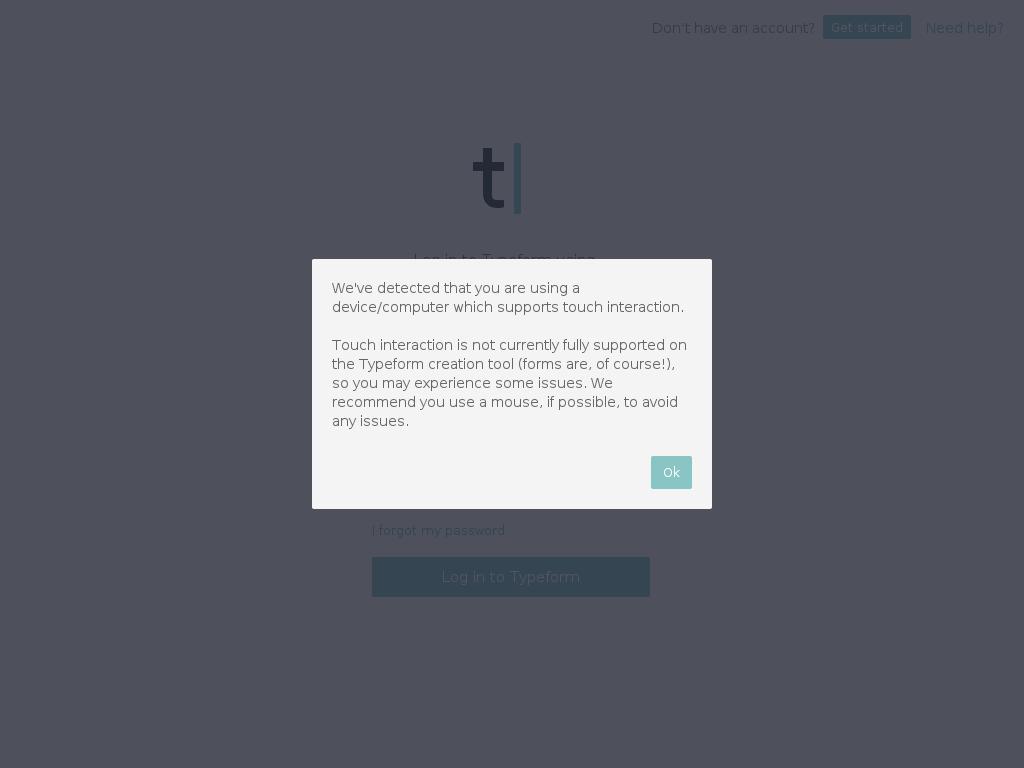 Don't have an account?
Get started
Need help?
t
Log in to Typeform using
We've detected that you are using a
device/computer which supports touch interaction.
Touch interaction is not currently fully supported on
the Typeform creation tool (forms are, of course!),
so you may experience some issues. We
recommend you use a mouse, if possible, to avoid
any issues.
Ok
I forgot my password
Log in to Typeform